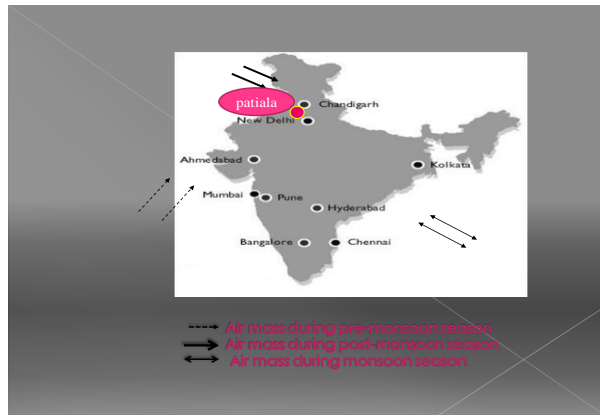 patiala
Chandigarh
New Delhi
Ahmedabad
Kolkata
Mumbai
Pune
Hyderabad
Bangalore
Chennai
Air mass during pre-monsoon season
Air mass during post-monsoon season
Air mass during monsoon season